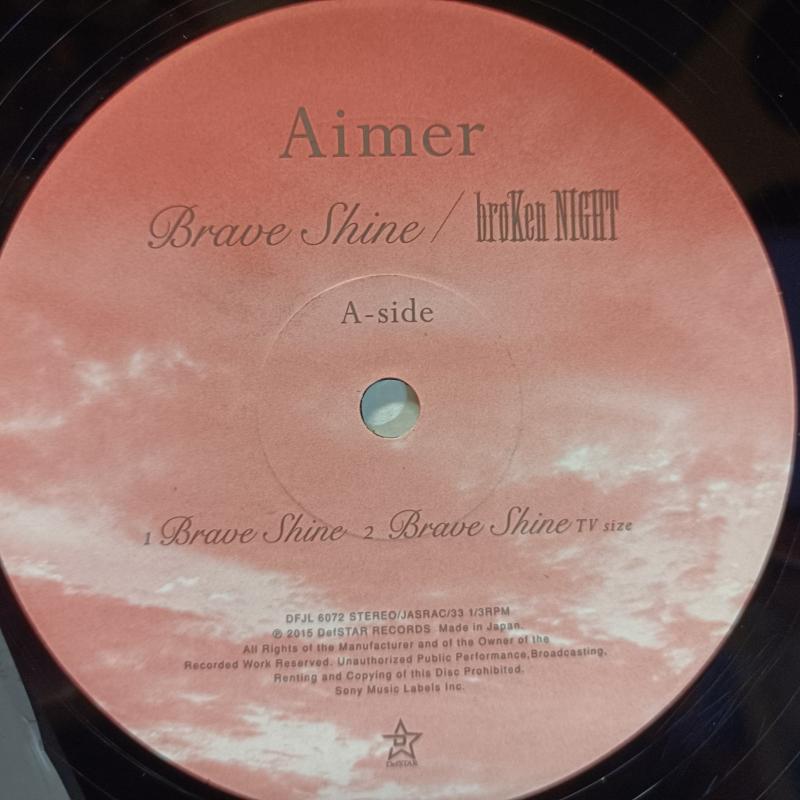 Aimer
Brave Shine / broKen NIGHT
A-side
1 Brave Shine 2 Brave Shine TV size
DFJL 6072 STEREO/JASRAC/33 1/3RPM
℗ 2015 DefSTAR RECORDS Made in Japan.
All Rights of the Manufacturer and of the Owner of the
Recorded Work Reserved. Unauthorized Public Performance,Broadcasting,
Renting and Copying of this Disc Prohibited.
Sony Music Labels Inc.
D
DefSTAR